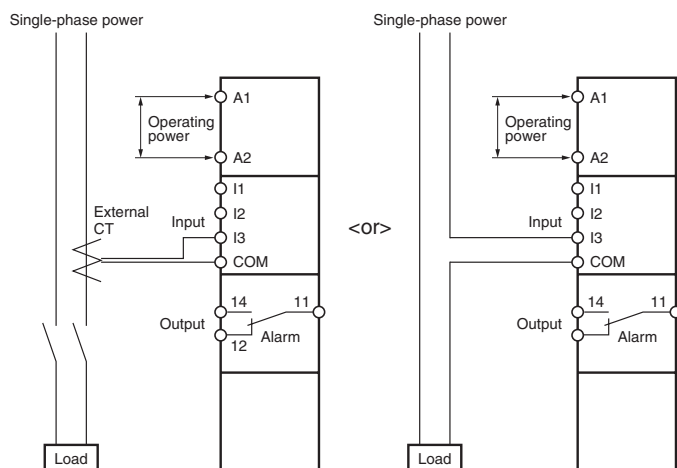 Single-phase power
A1
Operating
power
A2
I1
External
CT
Input
I2
I3
COM
14
11
Output
Alarm
12
Load
<or>
Single-phase power
A1
Operating
power
A2
I1
I2
Input
I3
COM
14
11
Output
Alarm
Load